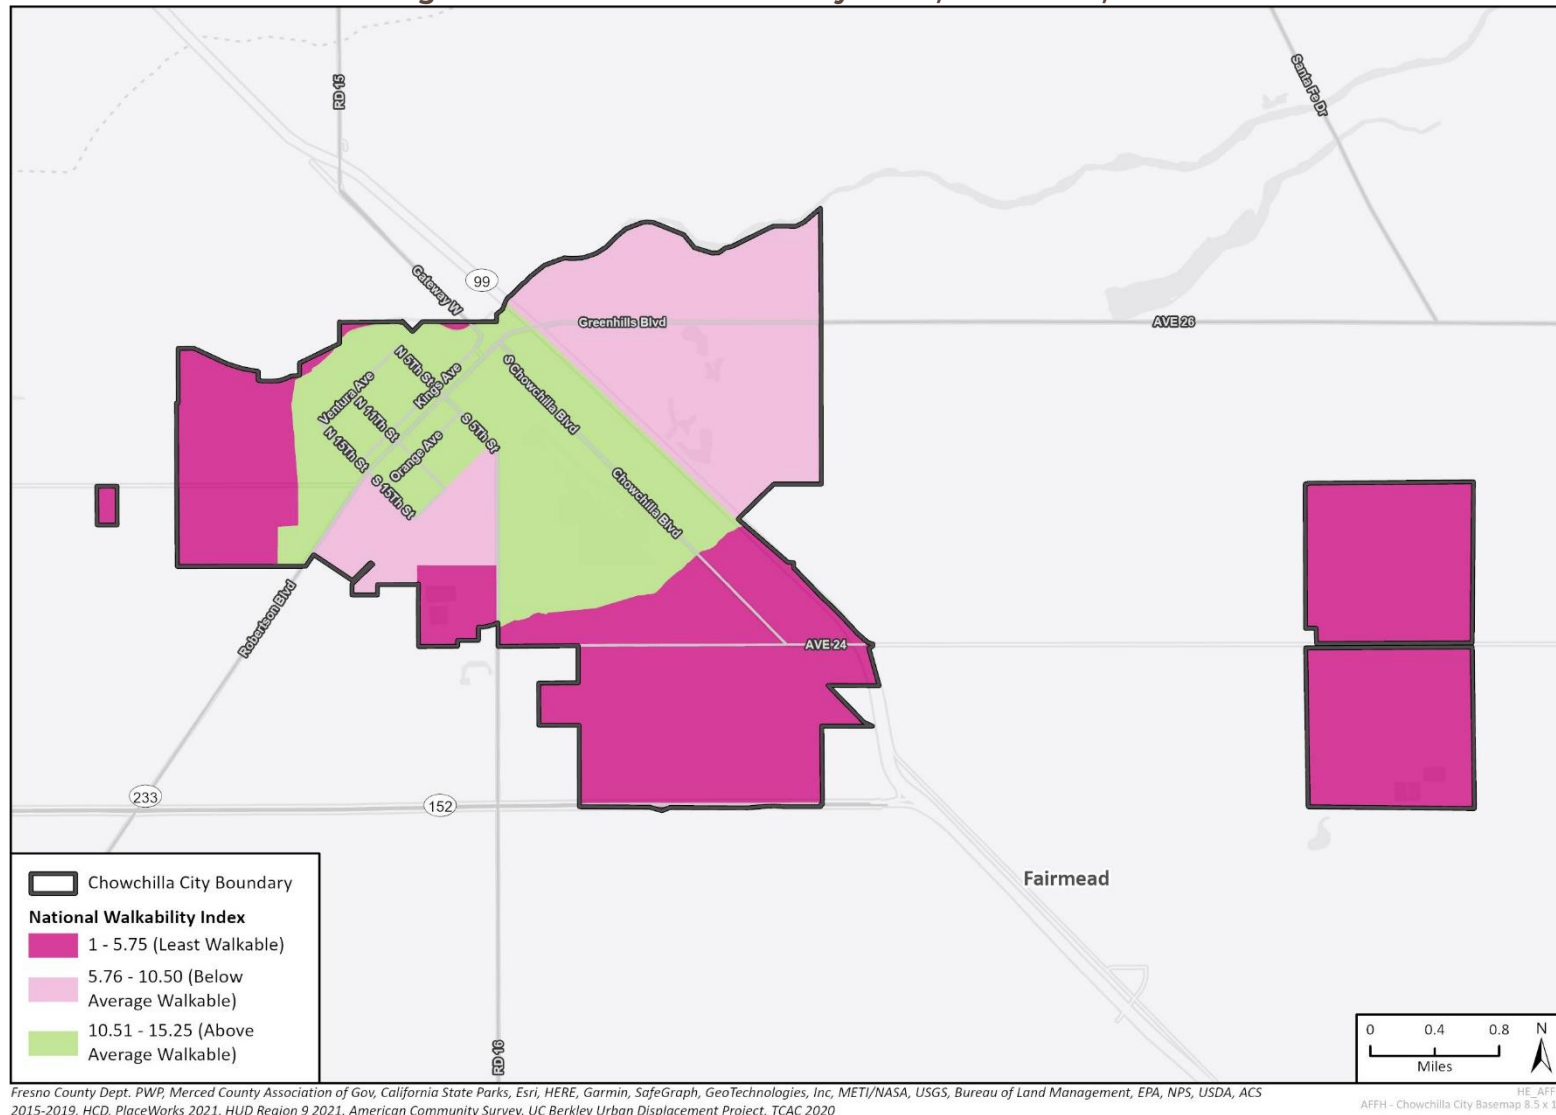 RD 15
Santa Fe Dr
Gateway W
99
Greenhills Blvd
AVE 26
N 5Th St
Kings Ave
S Chowchilla Blvd
Ventura Ave
N 11Th St
S 5Th St
N 15Th St
Orange Ave
S 15Th St
Chowchilla Blvd
Robertson Blvd
AVE 24
233
152
Fairmead
RD 16
Chowchilla City Boundary
National Walkability Index
1 - 5.75 (Least Walkable)
5.76 - 10.50 (Below
Average Walkable)
10.51 - 15.25 (Above
Average Walkable)
0 0.4 0.8 N
Miles
Fresno County Dept. PWP, Merced County Association of Gov, California State Parks, Esri, HERE, Garmin, SafeGraph, GeoTechnologies, Inc, METI/NASA, USGS, Bureau of Land Management, EPA, NPS, USDA, ACS
2015-2019, HCD, PlaceWorks 2021, HUD Region 9 2021, American Community Survey, UC Berkley Urban Displacement Project, TCAC 2020
HE_AFF
AFFH - Chowchilla City Basemap 8.5 x 1